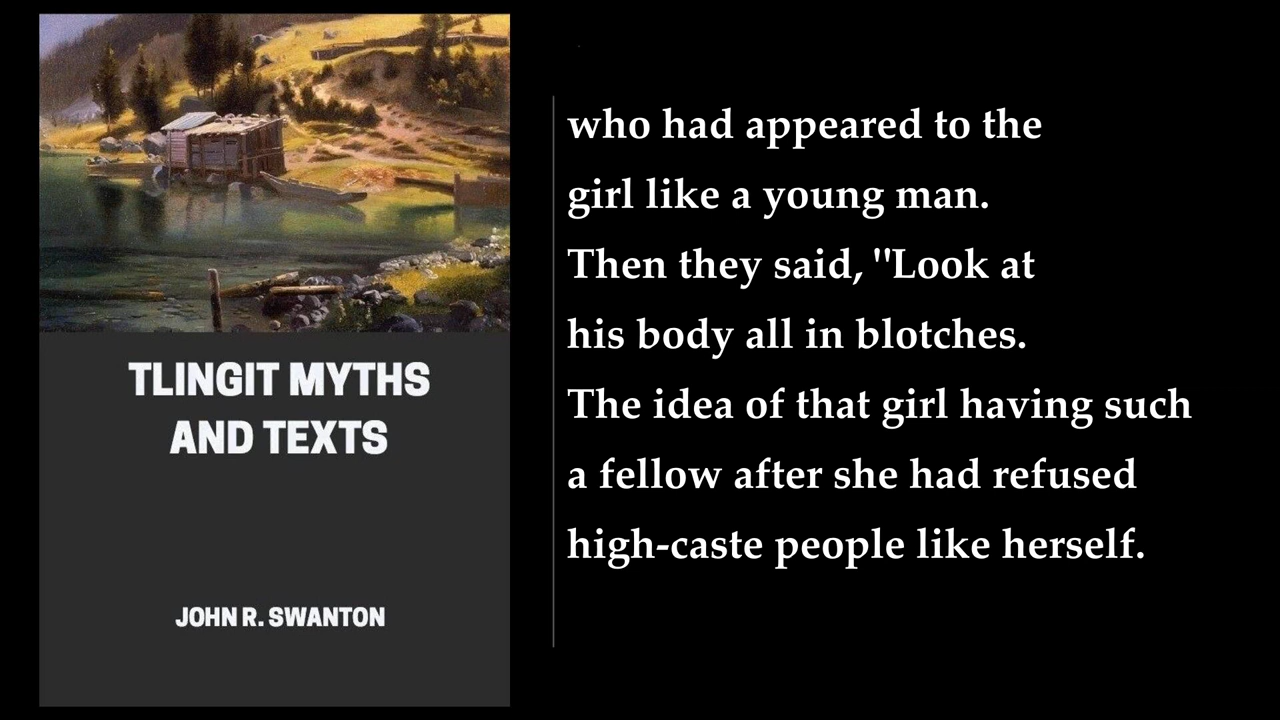 TLINGIT MYTHS
AND TEXTS
JOHN R. SWANTON
who had appeared to the
girl like a young man.
Then they said, "Look at
his body all in blotches.
The idea of that girl having such
a fellow after she had refused
high-caste people like herself.